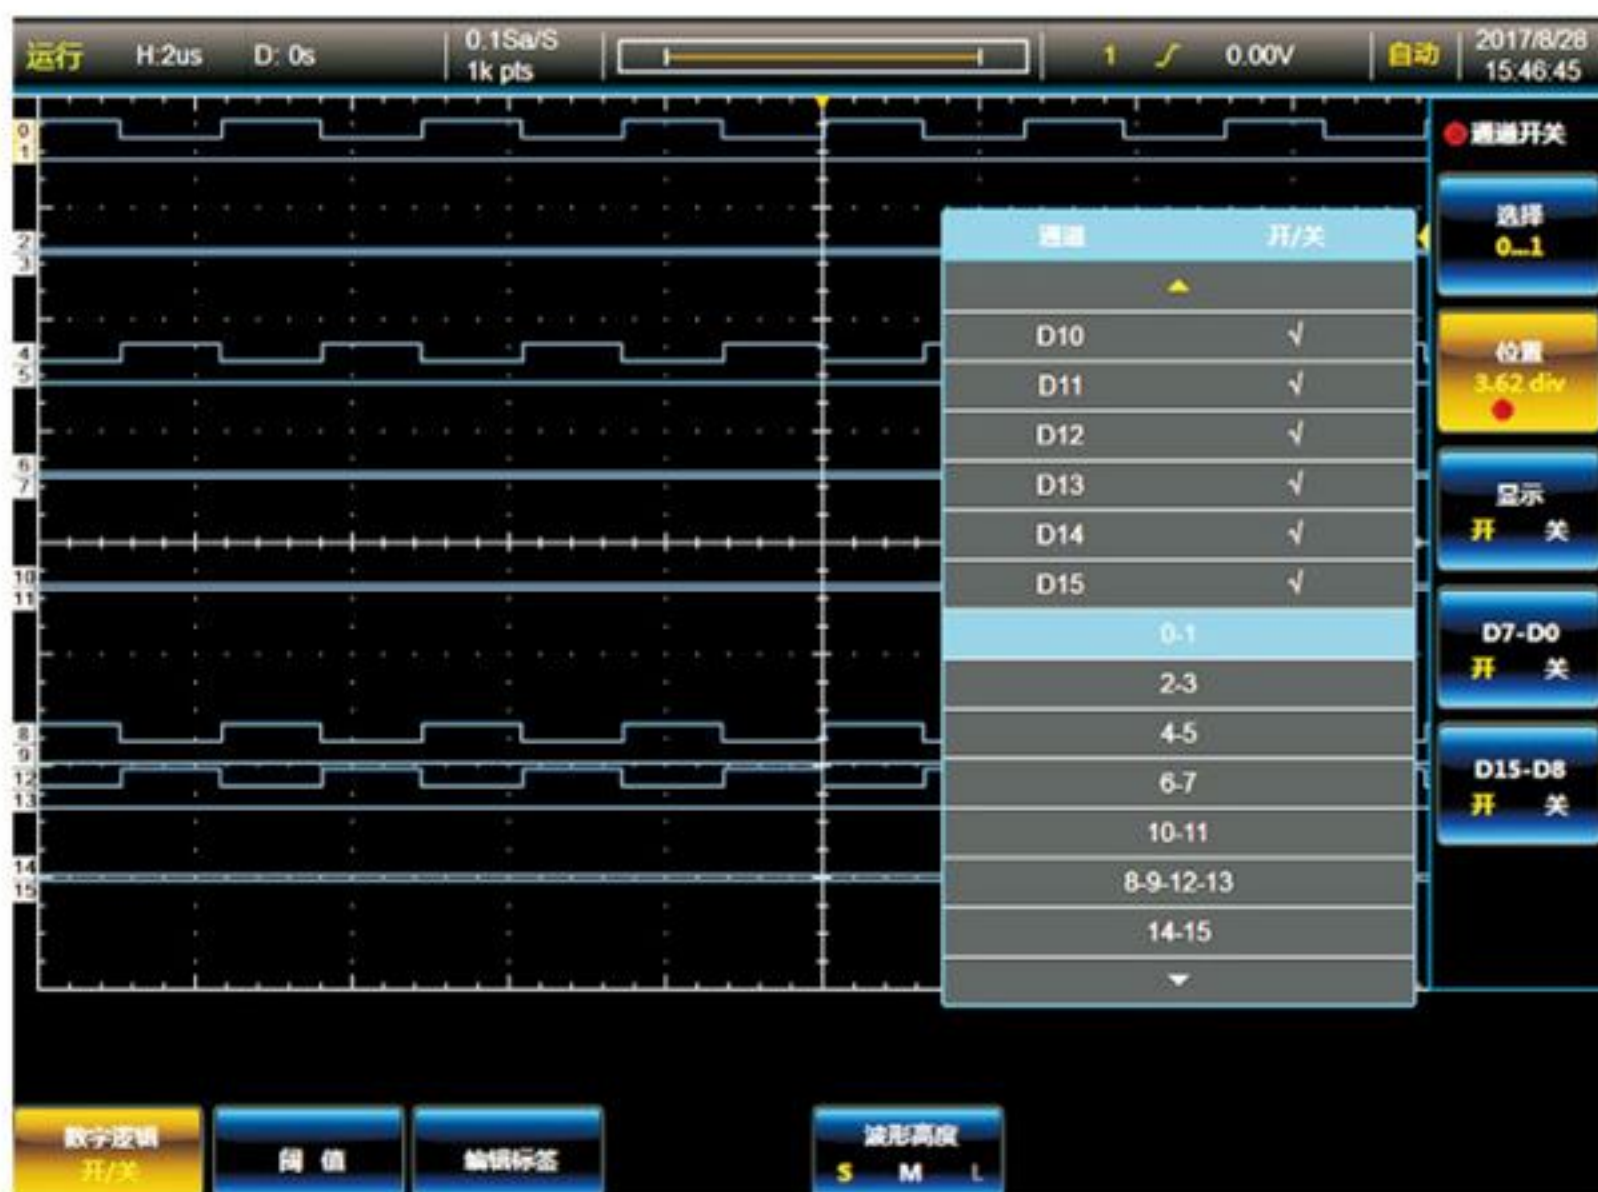 运行 H:2us D: 0s 0.1Sa/S 1 0.00V 自动 2017/8/28
1k pts 15:46:45
0
1
2
3
4
5
6
7
10
11
8
9
12
13
14
15
通道 开/关
D10 √
D11 √
D12 √
D13 √
D14 √
D15 √
0-1
2-3
4-5
6-7
10-11
8-9-12-13
14-15
通道开关
选择
0...1
位置
3.62 div
显示
开 关
D7-D0
开 关
D15-D8
开 关
数字逻辑
开/关
阈 值
编辑标签
波形高度
S M L